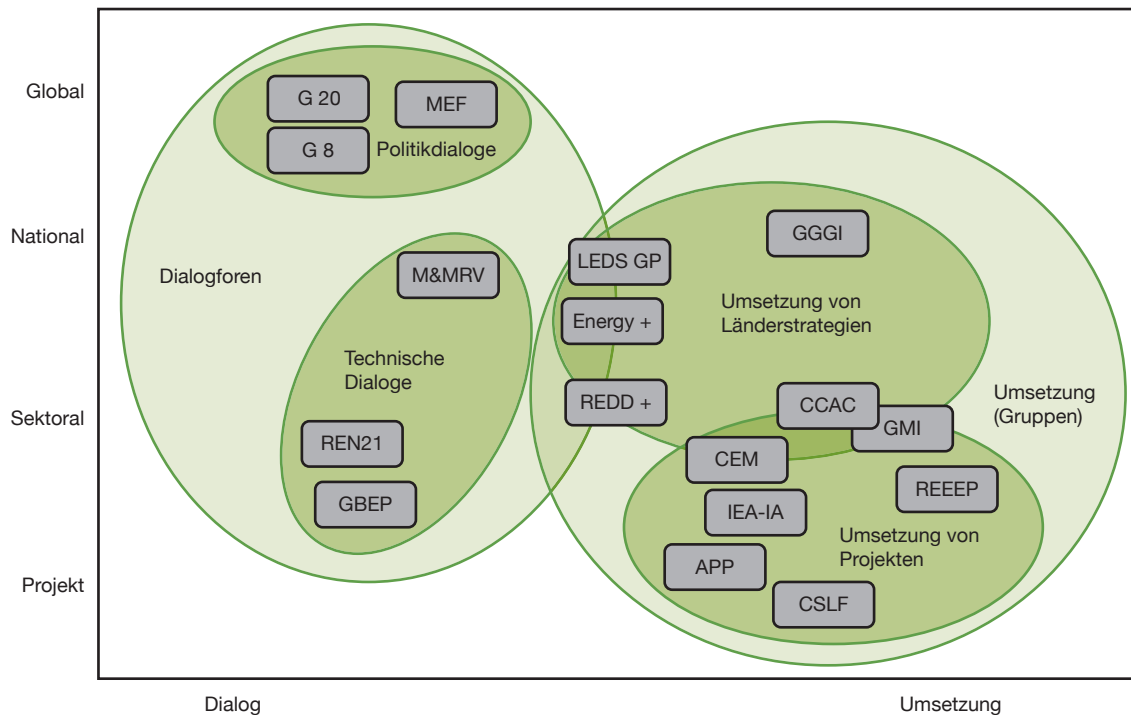 Global
G 20
MEF
G 8
Politikdialoge
National
GGGI
LEDS GP
M&MRV
Dialogforen
Umsetzung von
Länderstrategien
Energy +
Technische
Dialoge
Umsetzung
(Gruppen)
REDD +
CCAC
Sektoral
GMI
REN21
CEM
REEEP
GBEP
IEA-IA
Umsetzung von
Projekten
APP
Projekt
CSLF
Dialog
Umsetzung